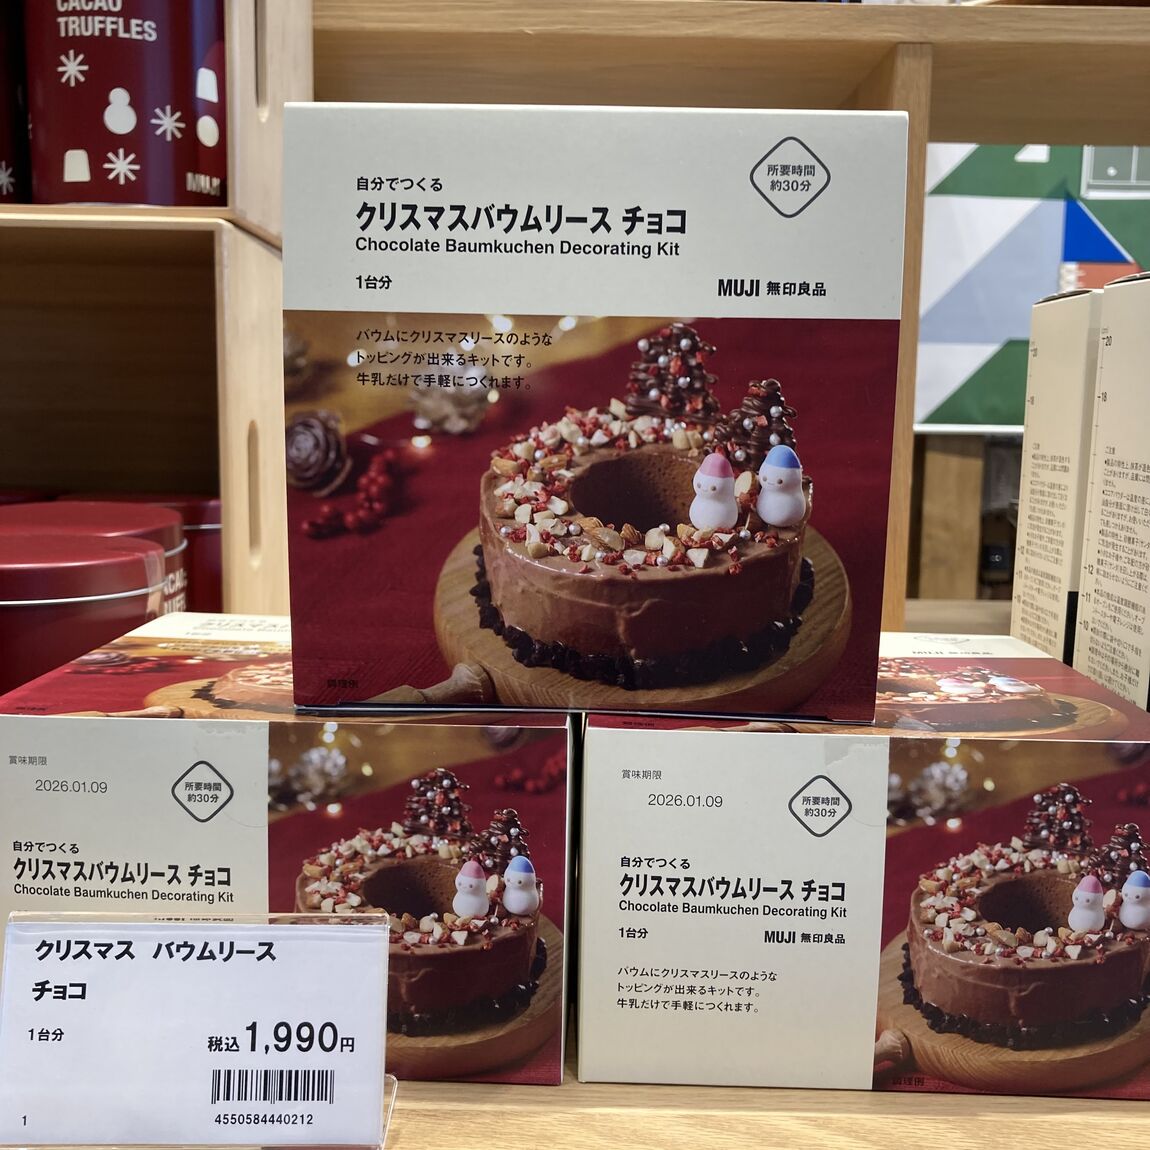 CACAO
TRUFFLES
MUJI
自分でつくる
クリスマスバウムリース チョコ
Chocolate Baumkuchen Decorating Kit
1台分
所要時間
約30分
MUJI 無印良品
バウムにクリスマスリースのような
トッピングが出来るキットです。
牛乳だけで手軽につくれます。
調理例
賞味期限
2026.01.09
所要時間
約30分
自分でつくる
クリスマスバウムリース チョコ
Chocolate Baumkuchen Decorating Kit
賞味期限
2026.01.09
所要時間
約30分
自分でつくる
クリスマスバウムリース チョコ
Chocolate Baumkuchen Decorating Kit
1台分
MUJI 無印良品
バウムにクリスマスリースのような
トッピングが出来るキットです。
牛乳だけで手軽につくれます。
調理例
クリスマス バウムリース
チョコ
1台分
税込1,990円
4550584440212
1